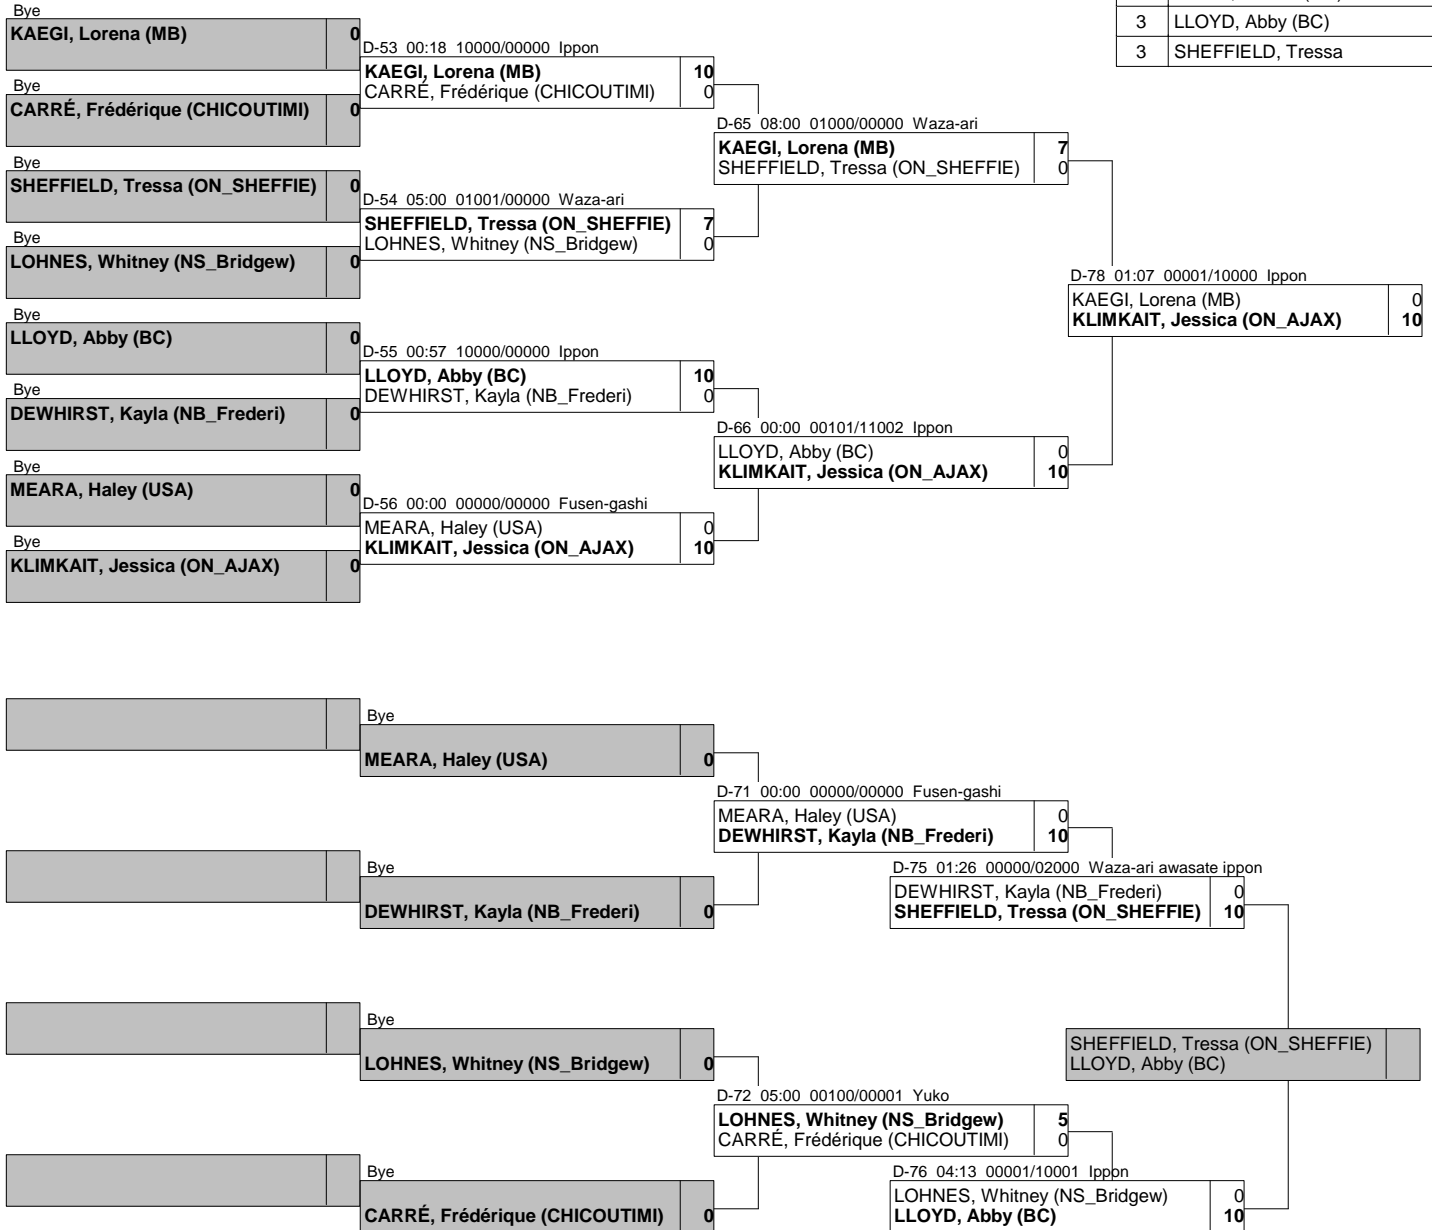 Bye
KAEGI, Lorena (MB) 0
Bye
CARRÉ, Frédérique (CHICOUTIMI) 0
Bye
SHEFFIELD, Tressa (ON_SHEFFIE) 0
Bye
LOHNES, Whitney (NS_Bridgew) 0
Bye
LLOYD, Abby (BC) 0
Bye
DEWHIRST, Kayla (NB_Frederi) 0
Bye
MEARA, Haley (USA) 0
Bye
KLIMKAIT, Jessica (ON_AJAX) 0
D-53 00:18 10000/00000 Ippon
KAEGI, Lorena (MB) 10
CARRÉ, Frédérique (CHICOUTIMI) 0
D-54 05:00 01001/00000 Waza-ari
SHEFFIELD, Tressa (ON_SHEFFIE) 7
LOHNES, Whitney (NS_Bridgew) 0
D-55 00:57 10000/00000 Ippon
LLOYD, Abby (BC) 10
DEWHIRST, Kayla (NB_Frederi) 0
D-56 00:00 00000/00000 Fusen-gashi
MEARA, Haley (USA) 0
KLIMKAIT, Jessica (ON_AJAX) 10
D-65 08:00 01000/00000 Waza-ari
KAEGI, Lorena (MB) 7
SHEFFIELD, Tressa (ON_SHEFFIE) 0
D-66 00:00 00101/11002 Ippon
LLOYD, Abby (BC) 0
KLIMKAIT, Jessica (ON_AJAX) 10
D-78 01:07 00001/10000 Ippon
KAEGI, Lorena (MB) 0
KLIMKAIT, Jessica (ON_AJAX) 10
3 LLOYD, Abby (BC)
3 SHEFFIELD, Tressa
Bye
MEARA, Haley (USA) 0
Bye
DEWHIRST, Kayla (NB_Frederi) 0
Bye
LOHNES, Whitney (NS_Bridgew) 0
Bye
CARRÉ, Frédérique (CHICOUTIMI) 0
D-71 00:00 00000/00000 Fusen-gashi
MEARA, Haley (USA) 0
DEWHIRST, Kayla (NB_Frederi) 10
D-72 05:00 00100/00001 Yuko
LOHNES, Whitney (NS_Bridgew) 5
CARRÉ, Frédérique (CHICOUTIMI) 0
D-75 01:26 00000/02000 Waza-ari awasate ippon
DEWHIRST, Kayla (NB_Frederi) 0
SHEFFIELD, Tressa (ON_SHEFFIE) 10
D-76 04:13 00001/10001 Ippon
LOHNES, Whitney (NS_Bridgew) 0
LLOYD, Abby (BC) 10
SHEFFIELD, Tressa (ON_SHEFFIE)
LLOYD, Abby (BC)